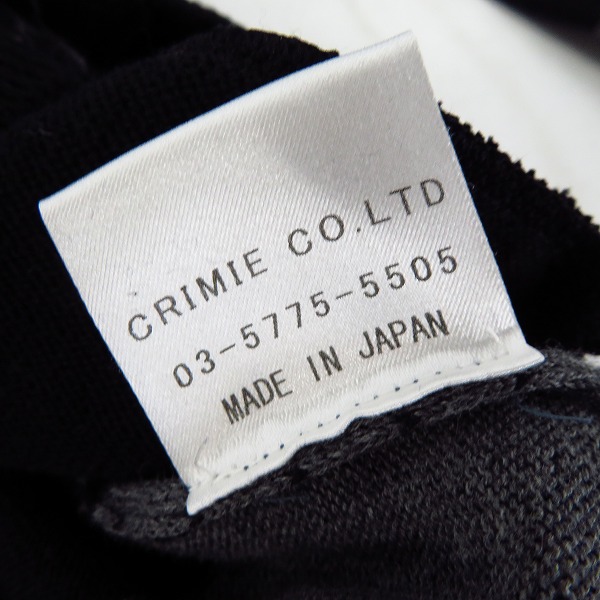 CRIMIE CO.LTD
03-5775-5505
MADE IN JAPAN